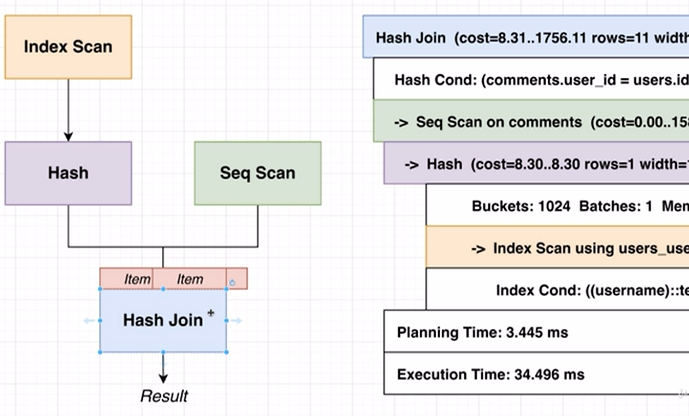 Index Scan
Hash
Seq Scan
Item Item
Hash Join
Result
Hash Join (cost=8.31..1756.11 rows=11 width
Hash Cond: (comments.user_id = users.id
-> Seq Scan on comments (cost=0.00..15
-> Hash (cost=8.30..8.30 rows=1 width=
Buckets: 1024 Batches: 1 Mem
-> Index Scan using users_use
Index Cond: ((username)::te
Planning Time: 3.445 ms
Execution Time: 34.496 ms